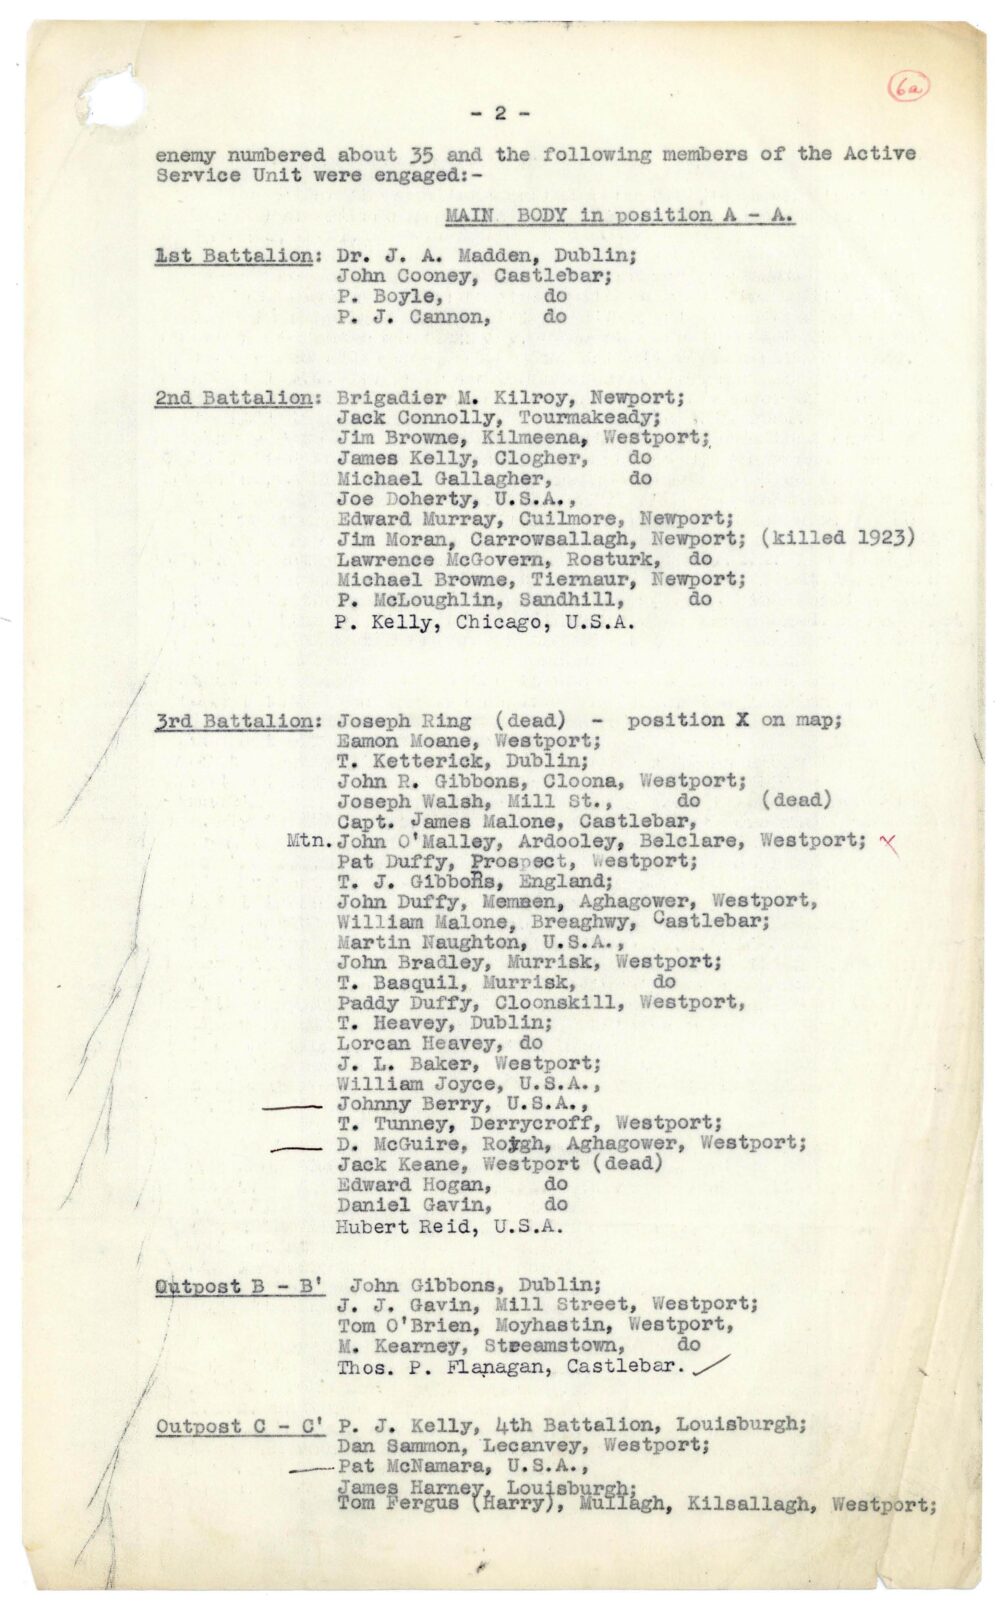 6a
- 2 -
enemy numbered about 35 and the following members of the Active
Service Unit were engaged:-
MAIN BODY in position A - A.
1st Battalion: Dr. J. A. Madden, Dublin;
John Cooney, Castlebar;
P. Boyle, do
P. J. Cannon, do
2nd Battalion: Brigadier M. Kilroy, Newport;
Jack Connolly, Tourmakeady;
Jim Browne, Kilmeena, Westport;
James Kelly, Clogher, do
Michael Gallagher, do
Joe Doherty, U.S.A.,
Edward Murray, Cuilmore, Newport;
Jim Moran, Carrowsallagh, Newport; (killed 1923)
Lawrence McGovern, Rosturk, do
Michael Browne, Tiernaur, Newport;
P. McLoughlin, Sandhill, do
P. Kelly, Chicago, U.S.A.
3rd Battalion: Joseph Ring (dead) - position X on map;
Eamon Moane, Westport;
T. Ketterick, Dublin;
John R. Gibbons, Cloona, Westport;
Joseph Walsh, Mill St., do (dead)
Capt. James Malone, Castlebar,
Mtn. John O'Malley, Ardooley, Belclare, Westport; x
Pat Duffy, Prospect, Westport;
T. J. Gibbons, England;
John Duffy, Memmen, Aghagower, Westport,
William Malone, Breaghwy, Castlebar;
Martin Naughton, U.S.A.,
John Bradley, Murrisk, Westport;
T. Basquil, Murrisk, do
Paddy Duffy, Cloonskill, Westport,
T. Heavey, Dublin;
Lorcan Heavey, do
J. L. Baker, Westport;
William Joyce, U.S.A.,
Johnny Berry, U.S.A.,
T. Tunney, Derrycroff, Westport;
D. McGuire, Aghagower, Westport;
Jack Keane, Westport (dead)
Edward Hogan, do
Daniel Gavin, do
Hubert Reid, U.S.A.
Outpost B - B' John Gibbons, Dublin;
J. J. Gavin, Mill Street, Westport;
Tom O'Brien, Moyhastin, Westport,
M. Kearney, Streamstown, do
Thos. P. Flanagan, Castlebar.
Outpost C - C' P. J. Kelly, 4th Battalion, Louisburgh;
Dan Sammon, Lecanvey, Westport;
Pat McNamara, U.S.A.,
James Harney, Louisburgh;
Tom Fergus (Harry), Mullagh, Kilsallagh, Westport;